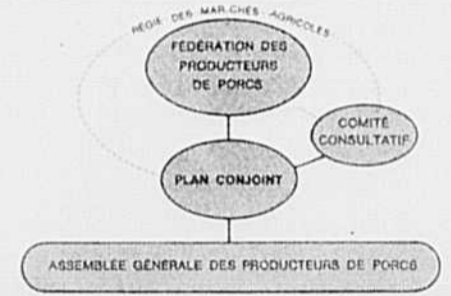 RÉGIE DES MARCHÉS AGRICOLES
FÉDÉRATION DES
PRODUCTEURS
DE PORCS
COMITÉ
CONSULTATIF
PLAN CONJOINT
ASSEMBLÉE GÉNÉRALE DES PRODUCTEURS DE PORCS